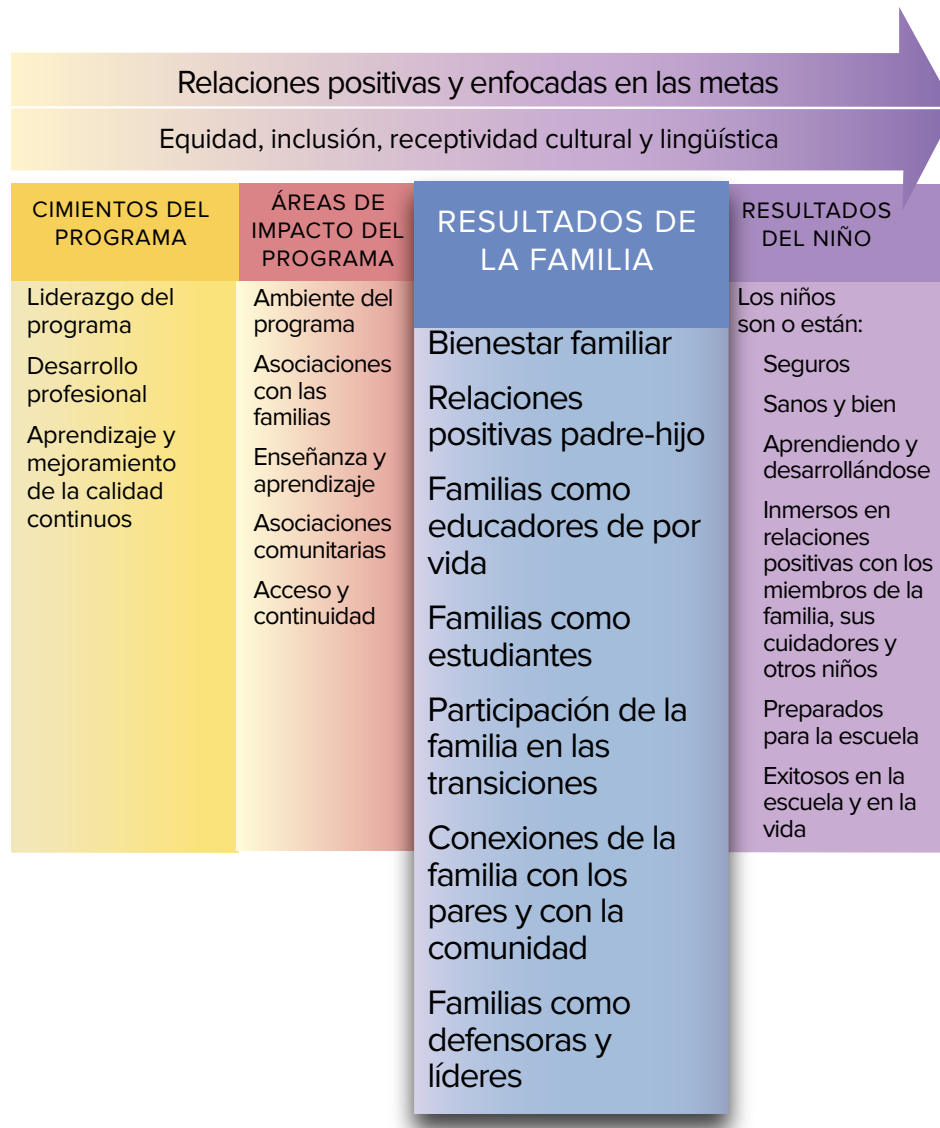 Relaciones positivas y enfocadas en las metas
Equidad, inclusión, receptividad cultural y lingüística
CIMIENTOS DEL
PROGRAMA
Liderazgo del
programa
Desarrollo
profesional
Aprendizaje y
mejoramiento
de la calidad
continuos
ÁREAS DE
IMPACTO DEL
PROGRAMA
Ambiente del
programa
Asociaciones
con las
familias
Enseñanza y
aprendizaje
Asociaciones
comunitarias
Acceso y
continuidad
RESULTADOS DE
LA FAMILIA
Bienestar familiar
Relaciones
positivas padre-hijo
Familias como
educadores de por
vida
Familias como
estudiantes
Participación de la
familia en las
transiciones
Conexiones de la
familia con los
pares y con la
comunidad
Familias como
defensoras y
líderes
RESULTADOS
DEL NIÑO
Los niños
son o están:
Seguros
Sanos y bien
Aprendiendo y
desarrollándose
Inmersos en
relaciones
positivas con los
miembros de la
familia, sus
cuidadores y
otros niños
Preparados
para la escuela
Exitosos en la
escuela y en la
vida